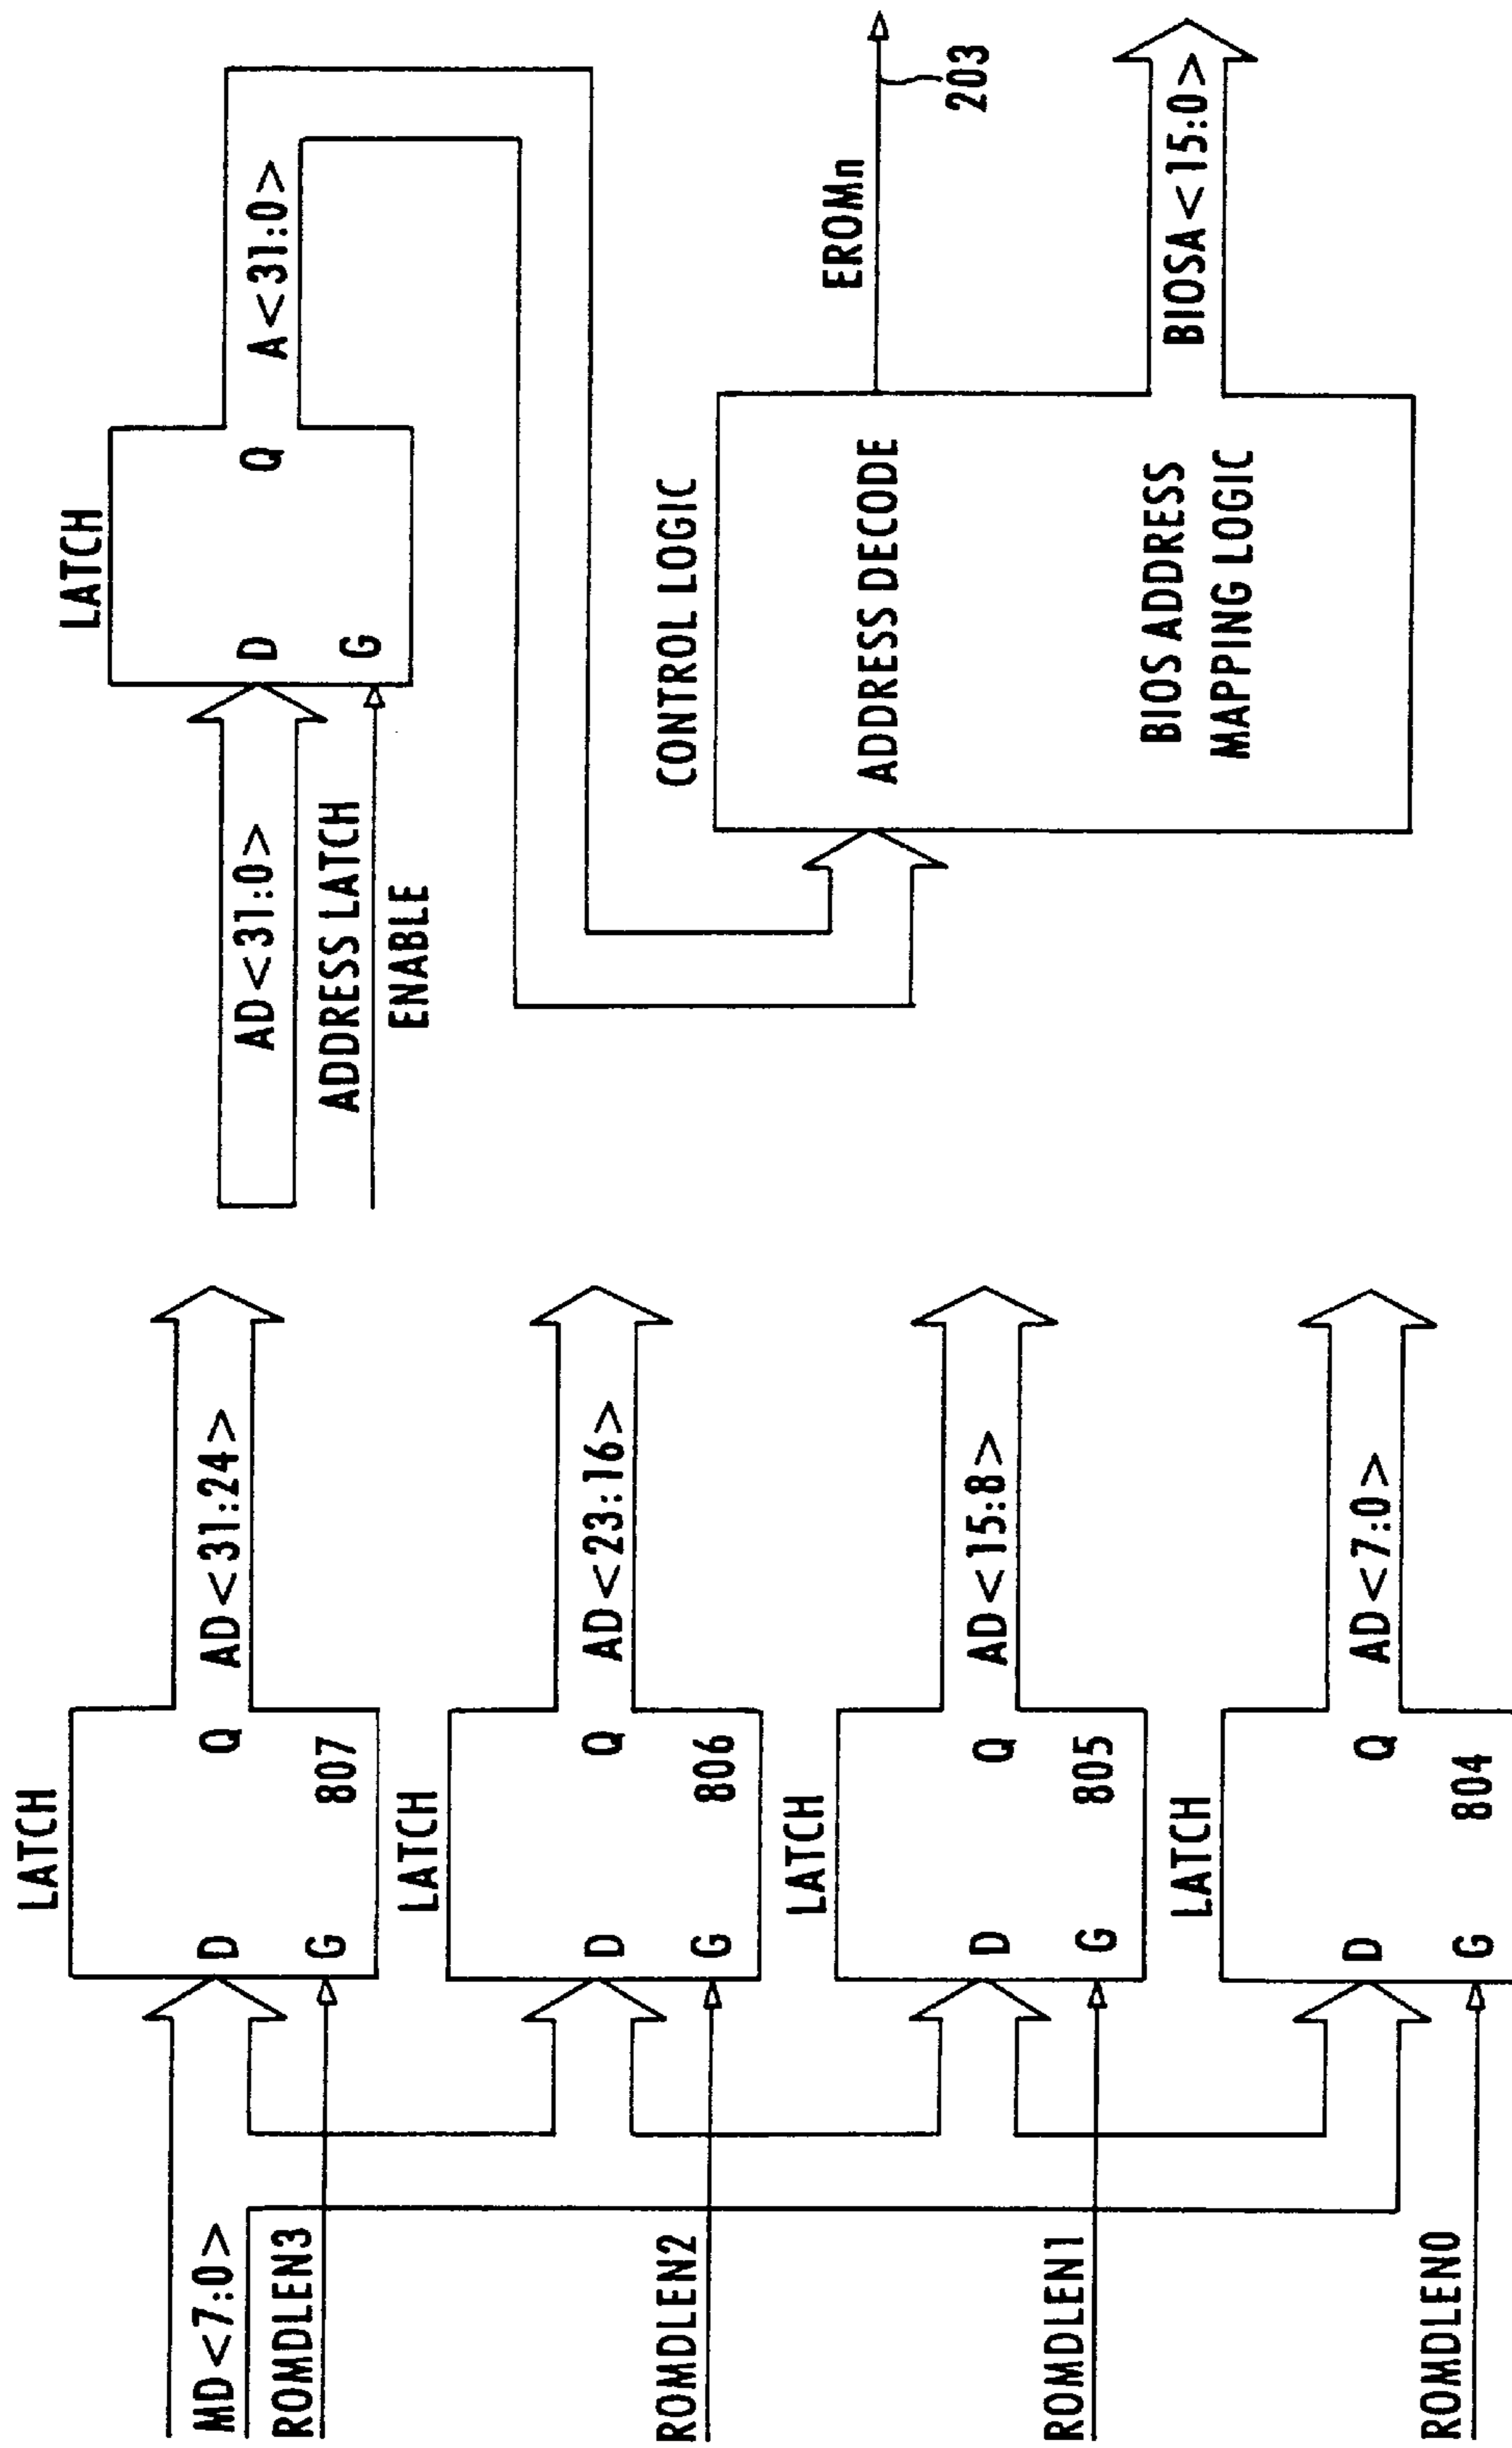 LATCH
D
Q
G
807
MD<7:0>
ROMDLEN3
AD<31:24>
LATCH
D
Q
G
806
ROMDLEN2
AD<23:16>
LATCH
D
Q
G
805
ROMDLEN1
AD<15:8>
LATCH
D
Q
G
804
ROMDLEN0
AD<7:0>
LATCH
D
Q
G
AD<31:0>
ADDRESS LATCH
ENABLE
A<31:0>
CONTROL LOGIC
ADDRESS DECODE
BIOS ADDRESS
MAPPING LOGIC
EROMn
203
BIOSA<15:0>